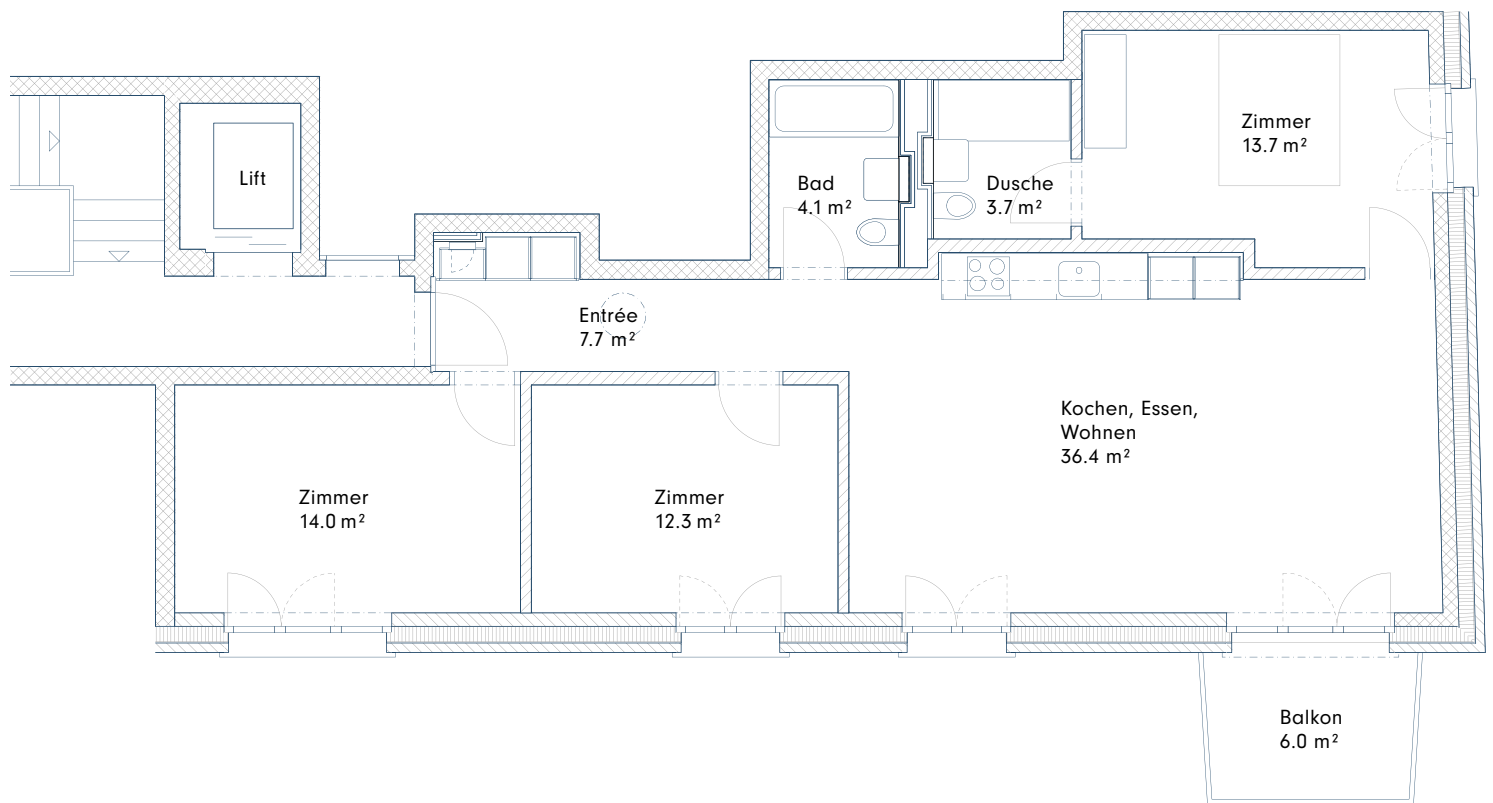 Zimmer
13.7 m²
Lift
Bad
4.1 m²
Dusche
3.7 m²
Entrée
7.7 m²
Kochen, Essen,
Wohnen
36.4 m²
Zimmer
14.0 m²
Zimmer
12.3 m²
Balkon
6.0 m²